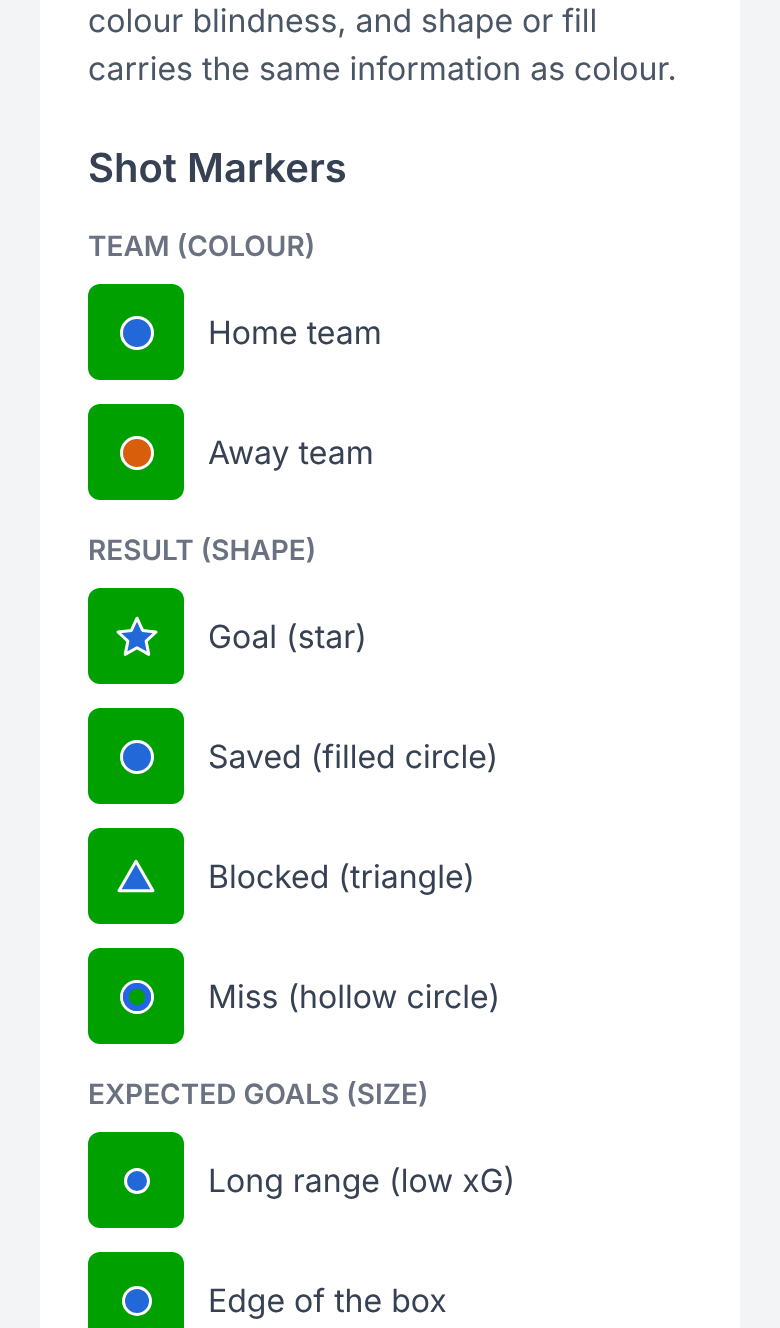 colour blindness, and shape or fill
carries the same information as colour.
Shot Markers
TEAM (COLOUR)
Home team
Away team
RESULT (SHAPE)
Goal (star)
Saved (filled circle)
Blocked (triangle)
Miss (hollow circle)
EXPECTED GOALS (SIZE)
Long range (low xG)
Edge of the box